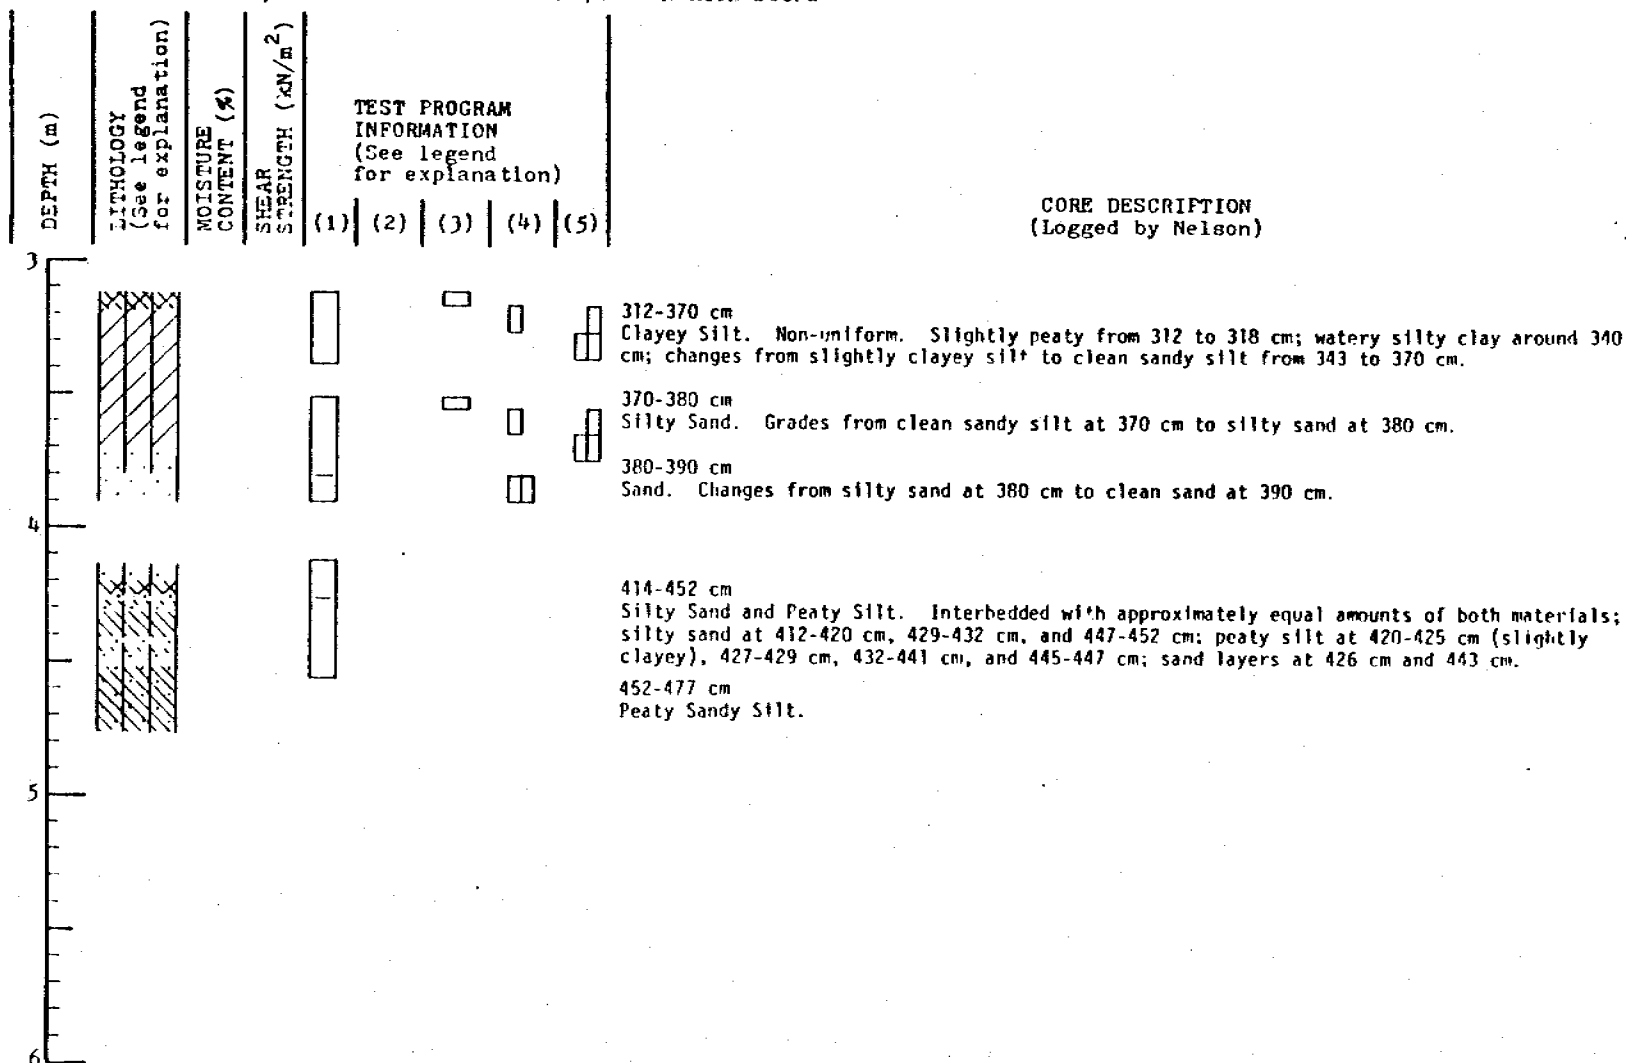 DEPTH (m)
LITHOLOGY
(See legend
for explanation)
MOISTURE
CONTENT (%)
SHEAR
STRENGTH (kN/m²)
TEST PROGRAM
INFORMATION
(See legend
for explanation)
(1) (2) (3) (4) (5)
CORE DESCRIPTION
(Logged by Nelson)
3
312-370 cm
Clayey Silt. Non-uniform. Slightly peaty from 312 to 318 cm; watery silty clay around 340
cm; changes from slightly clayey silt to clean sandy silt from 343 to 370 cm.
370-380 cm
Silty Sand. Grades from clean sandy silt at 370 cm to silty sand at 380 cm.
380-390 cm
Sand. Changes from silty sand at 380 cm to clean sand at 390 cm.
4
414-452 cm
Silty Sand and Peaty Silt. Interbedded with approximately equal amounts of both materials;
silty sand at 412-420 cm, 429-432 cm, and 447-452 cm; peaty silt at 420-425 cm (slightly
clayey), 427-429 cm, 432-441 cm, and 445-447 cm; sand layers at 426 cm and 443 cm.
452-477 cm
Peaty Sandy Silt.
5
6